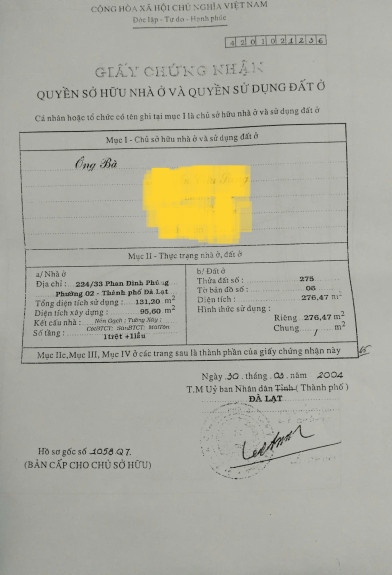 CỘNG HÒA XÃ HỘI CHỦ NGHĨA VIỆT NAM
Độc lập - Tự do - Hạnh phúc
4201021236
GIẤY CHỨNG NHẬN
QUYỀN SỞ HỮU NHÀ Ở VÀ QUYỀN SỬ DỤNG ĐẤT Ở
Cá nhân hoặc tổ chức có tên ghi tại mục I là chủ sở hữu nhà ở và sử dụng đất ở
Mục I - Chủ sở hữu nhà ở và sử dụng đất ở
Ông Bà
Mục II - Thực trạng nhà ở, đất ở
a/ Nhà ở
Địa chỉ : 224/33 Phan Đình Phùng
Phường 02 - Thành phố Đà Lạt
Tổng diện tích sử dụng : 131,20 m2
Diện tích xây dựng : 95,60 m2
Kết cấu nhà : Nền Gạch ; Tường Xây ;
Số tầng : 1trệt +1lầu
b/ Đất ở
Thửa đất số: 275
Tờ bản đồ số : 06
Diện tích : 276,47 m2
Hình thức sử dụng :
Riêng 276,47 m2
Chung / m2
Mục IIc, Mục III, Mục IV ở các trang sau là thành phần của giấy chứng nhận này
Ngày 30 .tháng .03. năm 2004
T.M Uỷ ban Nhân dân Tỉnh ( Thành phố )
ĐÀ LẠT
Hồ sơ gốc số 1058 QT.
(BẢN CẤP CHO CHỦ SỞ HỮU)